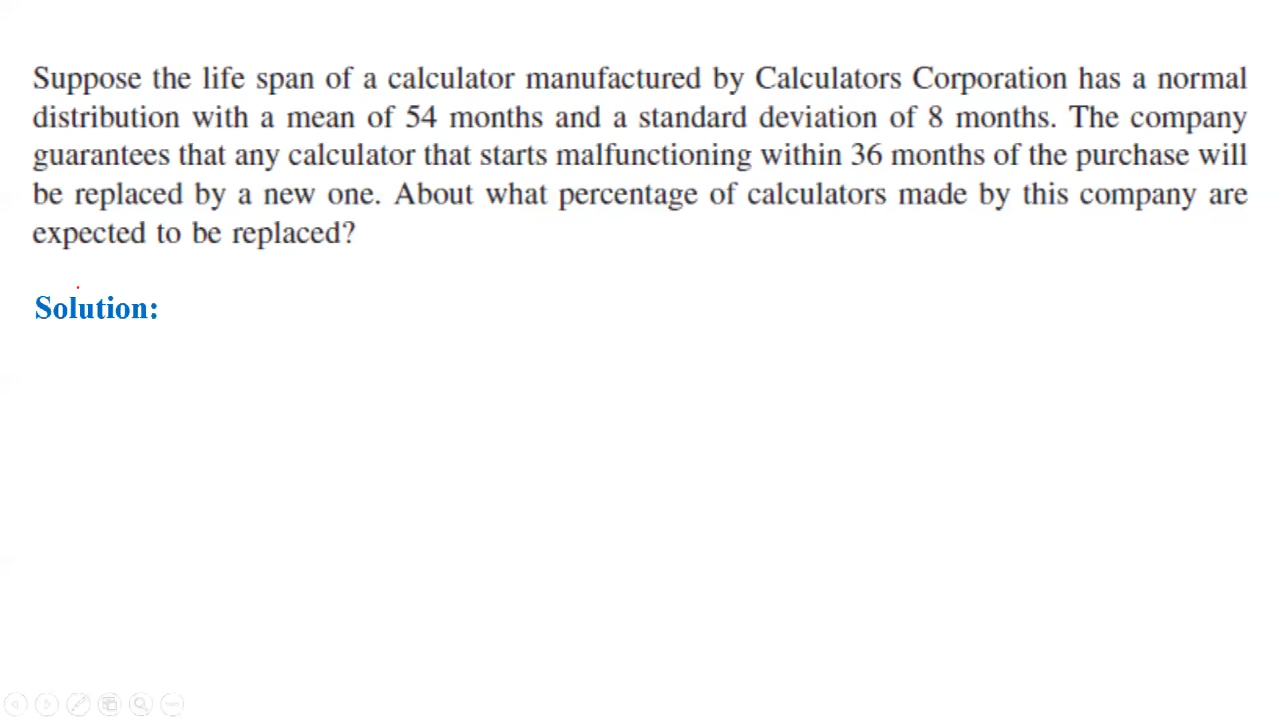 Suppose the life span of a calculator manufactured by Calculators Corporation has a normal
distribution with a mean of 54 months and a standard deviation of 8 months. The company
guarantees that any calculator that starts malfunctioning within 36 months of the purchase will
be replaced by a new one. About what percentage of calculators made by this company are
expected to be replaced?
Solution: